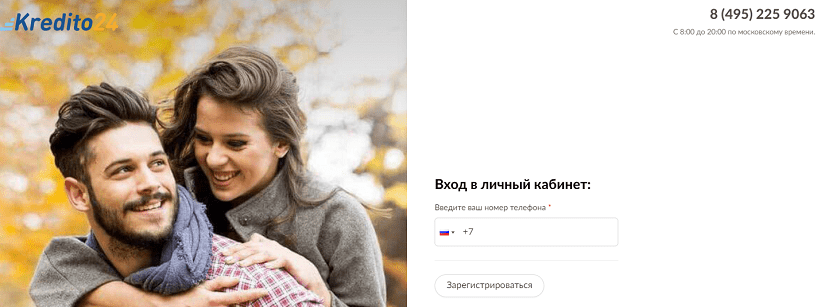 Kredito24
8 (495) 225 9063
С 8:00 до 20:00 по московскому времени.
Вход в личный кабинет:
Введите ваш номер телефона *
+7
Зарегистрироваться